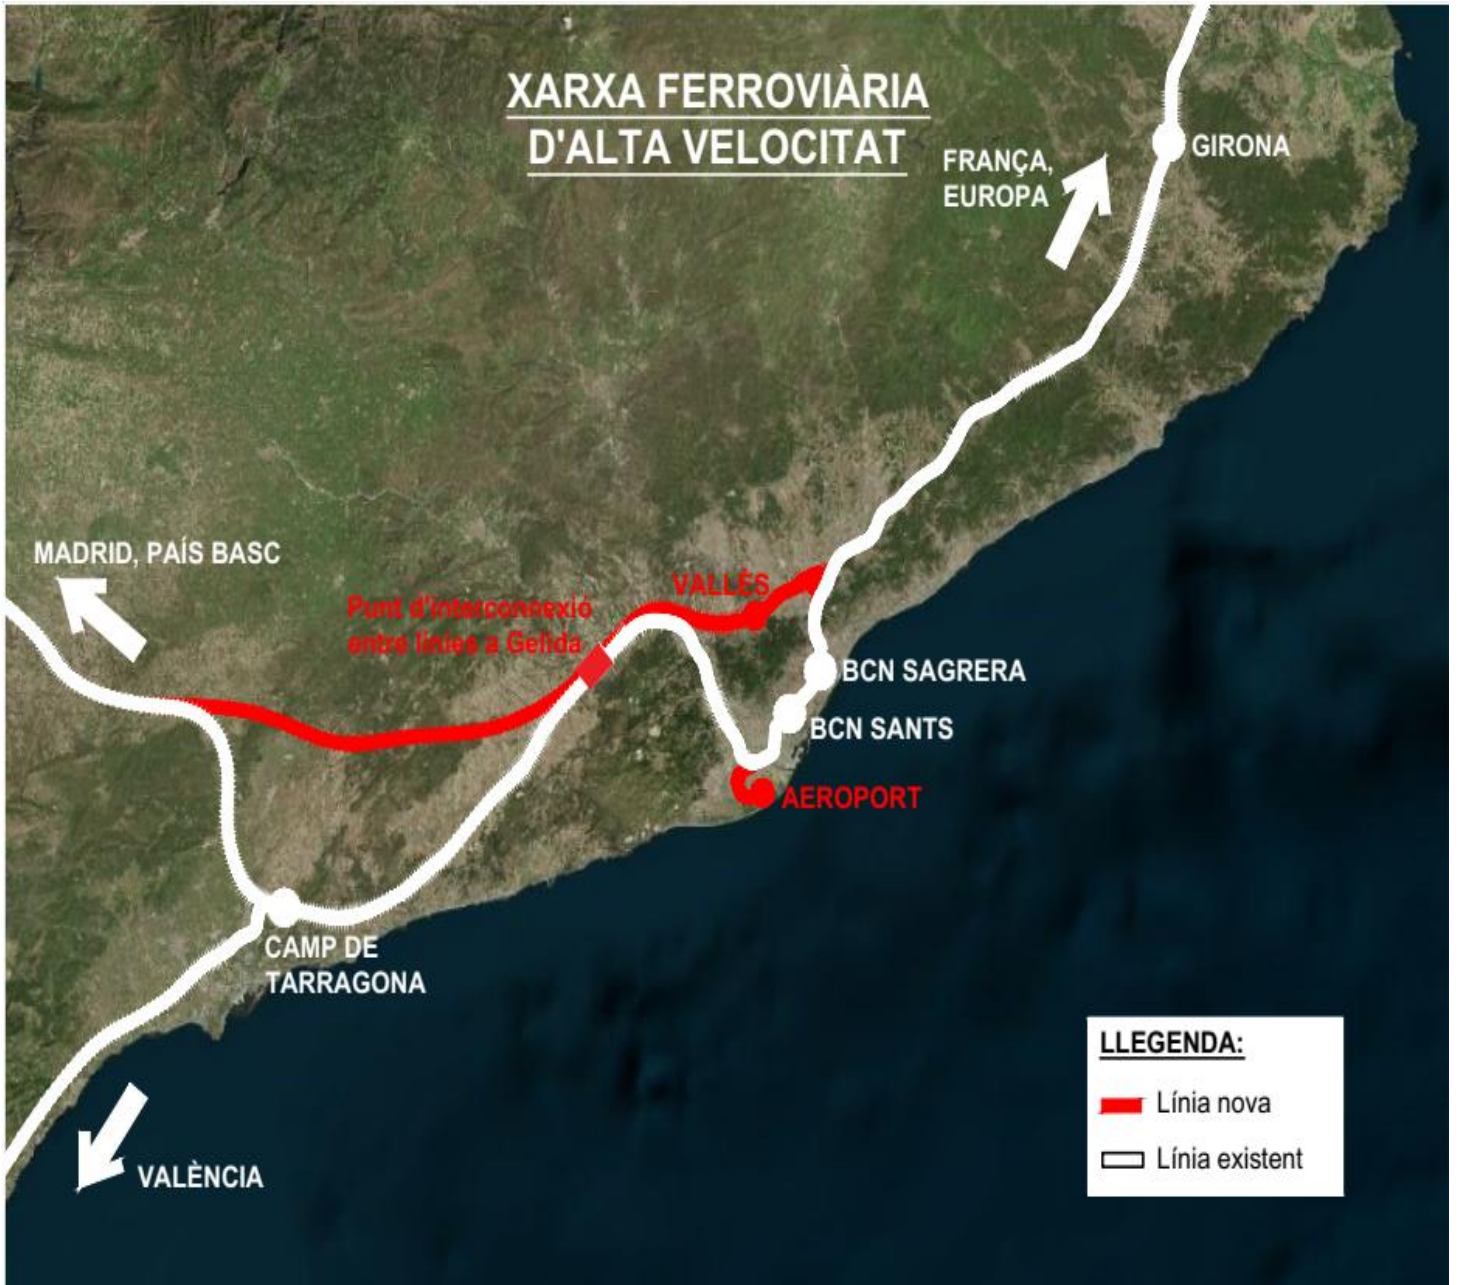 XARXA FERROVIÀRIA
D'ALTA VELOCITAT
FRANÇA,
EUROPA
GIRONA
MADRID, PAÍS BASC
VALLÈS
Punt d'interconnexió
entre línies a Gelida
BCN SAGRERA
BCN SANTS
AEROPORT
CAMP DE
TARRAGONA
VALÈNCIA
LLEGENDA:
Línia nova
Línia existent